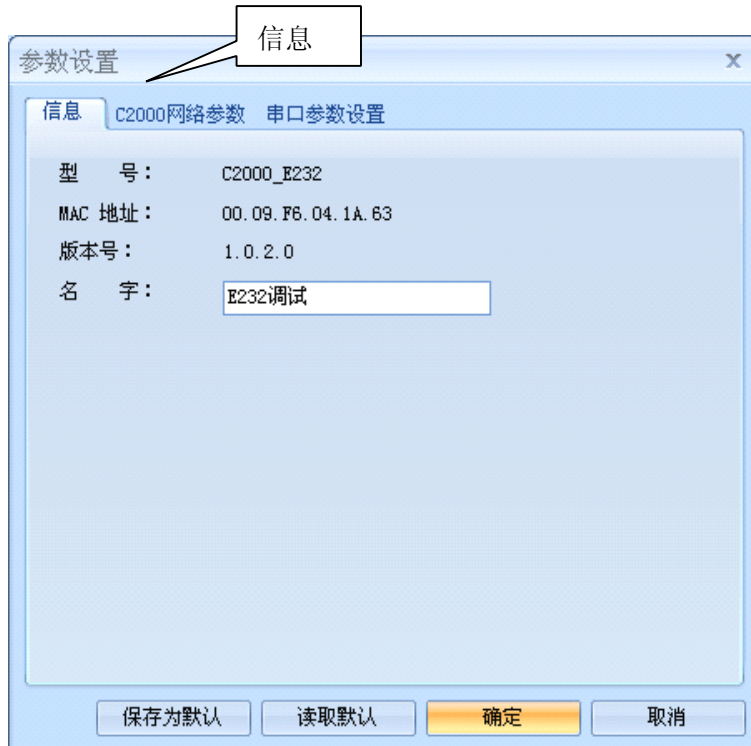 信息
参数设置
信息 C2000网络参数 串口参数设置
型 号： C2000_E232
MAC 地址： 00.09.F6.04.1A.63
版本号： 1.0.2.0
名 字： E232调试
保存为默认 读取默认 确定 取消